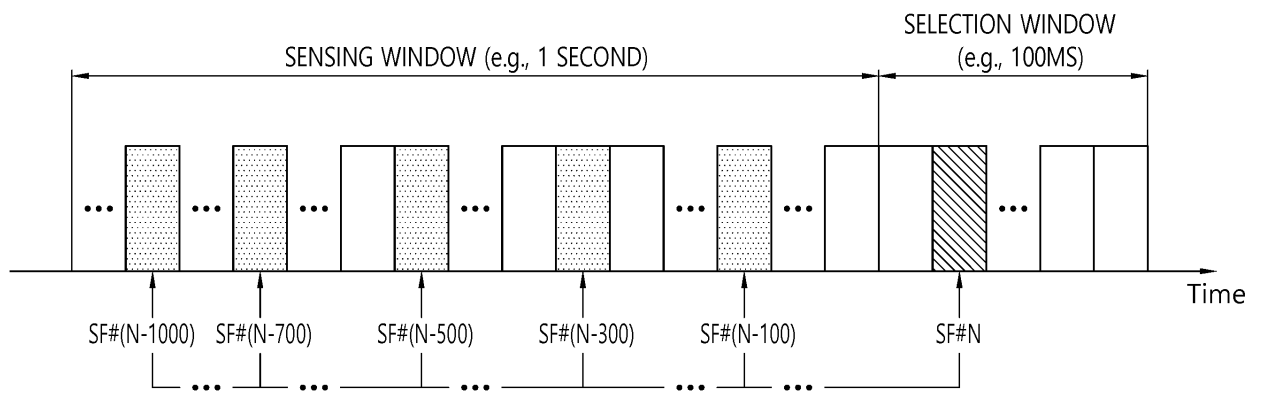 SELECTION WINDOW
(e.g., 100MS)
SENSING WINDOW (e.g., 1 SECOND)
••• ••• ••• ••• ••• ••• •••
Time
SF#(N-1000) SF#(N-700) SF#(N-500) SF#(N-300) SF#(N-100) SF#N
••• ••• ••• ••• •••